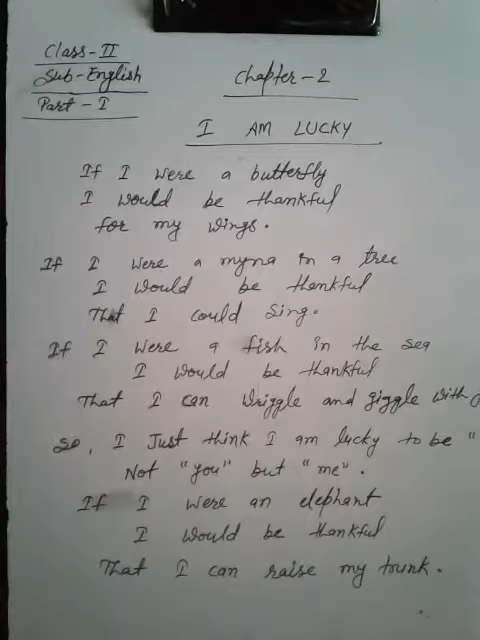 Class-II
Sub-English
Part-I
Chapter-2
I AM LUCKY
If I were a butterfly
I would be thankful
for my wings.
If I were a myna in a tree
I would be thankful
That I could sing.
If I were a fish in the sea
I would be thankful
That I can wriggle and giggle with
So, I Just think I am lucky to be "
Not "you" but "me".
If I were an elephant
I would be thankful
That I can raise my trunk.